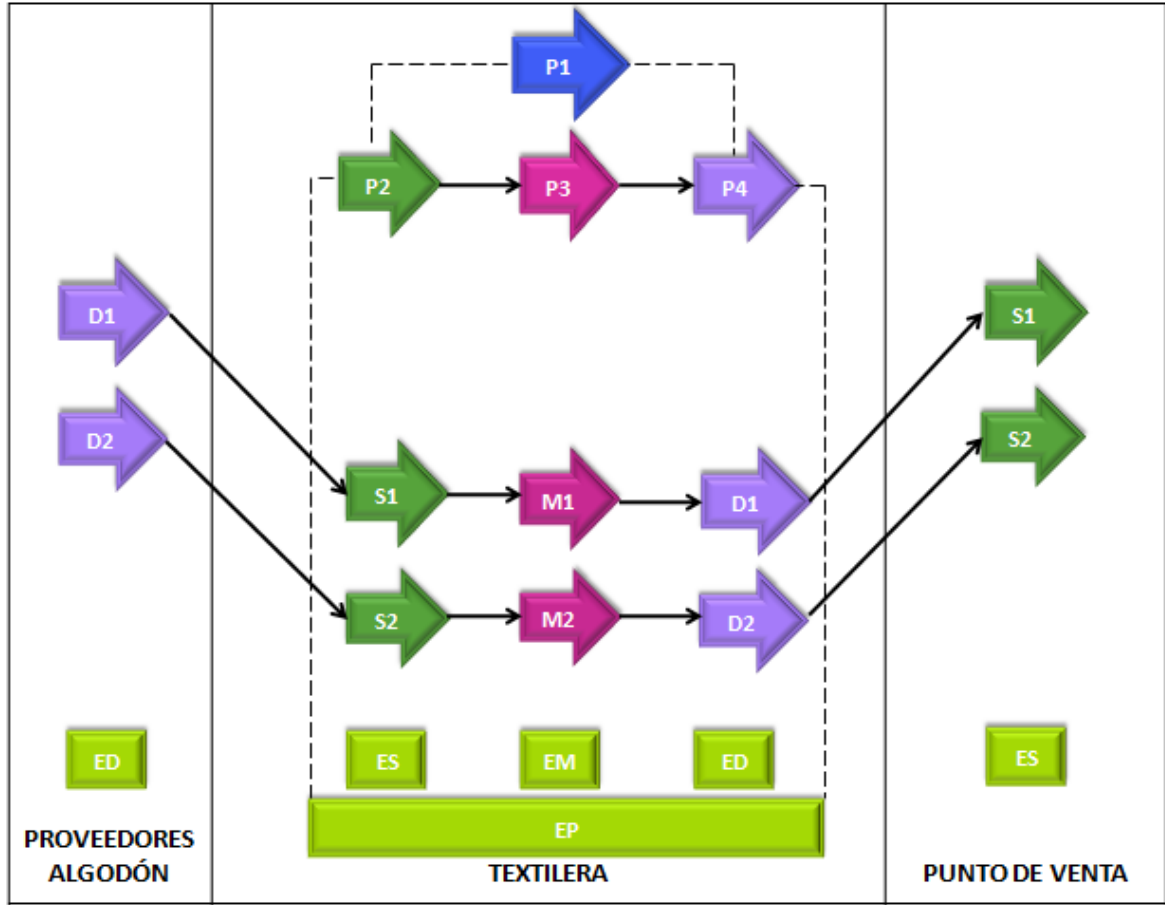 P1
P2
P3
P4
D1
S1
D2
S2
S1
M1
D1
S2
M2
D2
ED
ES
EM
ED
ES
EP
PROVEEDORES
ALGODÓN
TEXTILERA
PUNTO DE VENTA